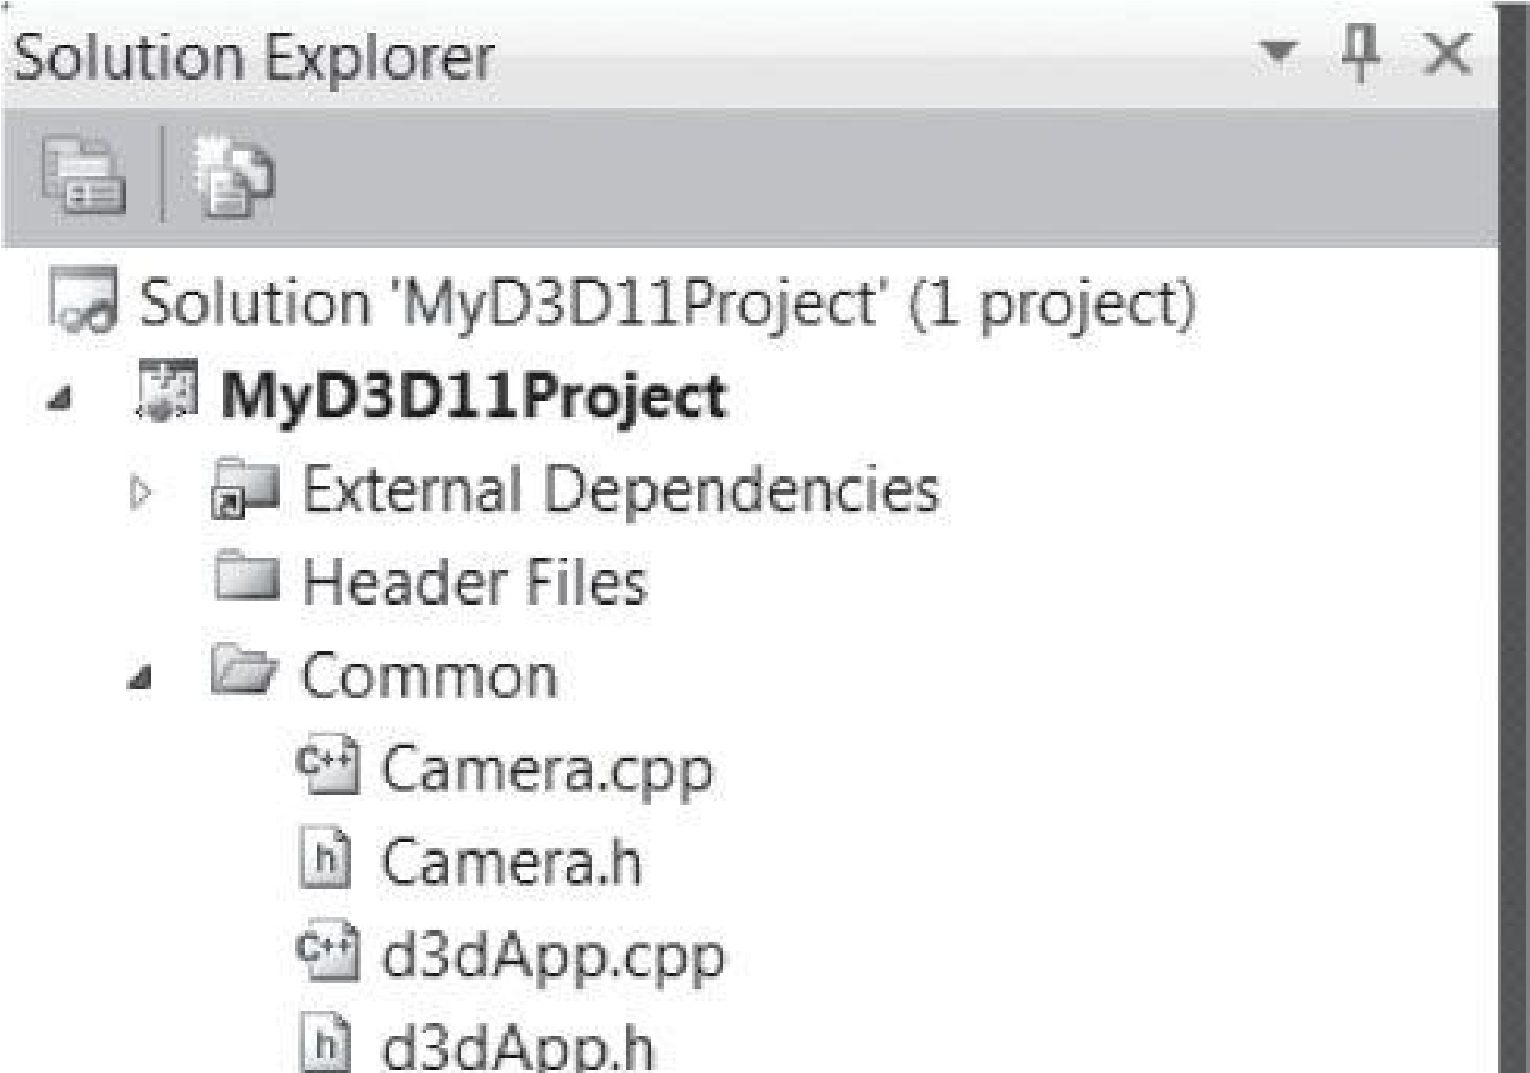 Solution Explorer
Solution 'MyD3D11Project' (1 project)
MyD3D11Project
External Dependencies
Header Files
Common
C++ Camera.cpp
h Camera.h
C++ d3dApp.cpp
h d3dApp.h